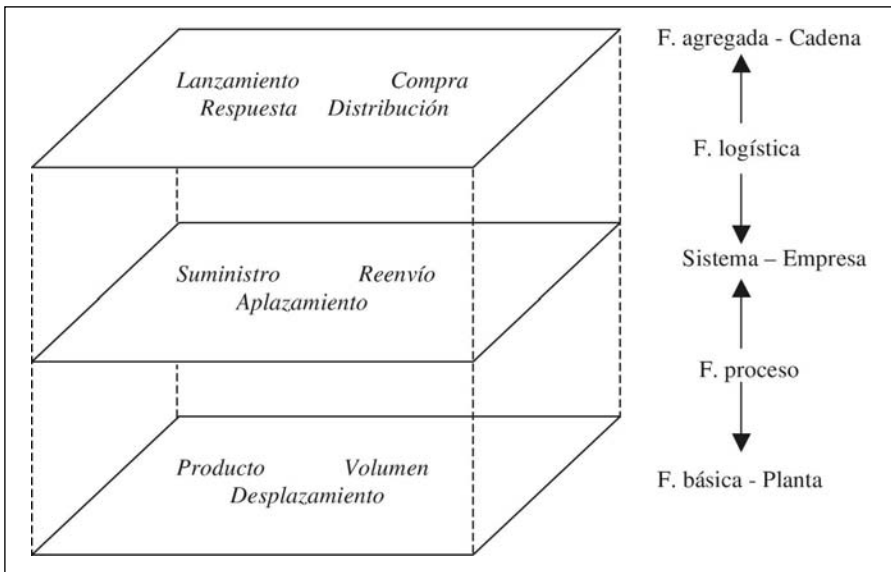 F. agregada - Cadena
Lanzamiento Compra
Respuesta Distribución
F. logística
Sistema – Empresa
Suministro Reenvío
Aplazamiento
F. proceso
Producto Volumen
F. básica - Planta
Desplazamiento